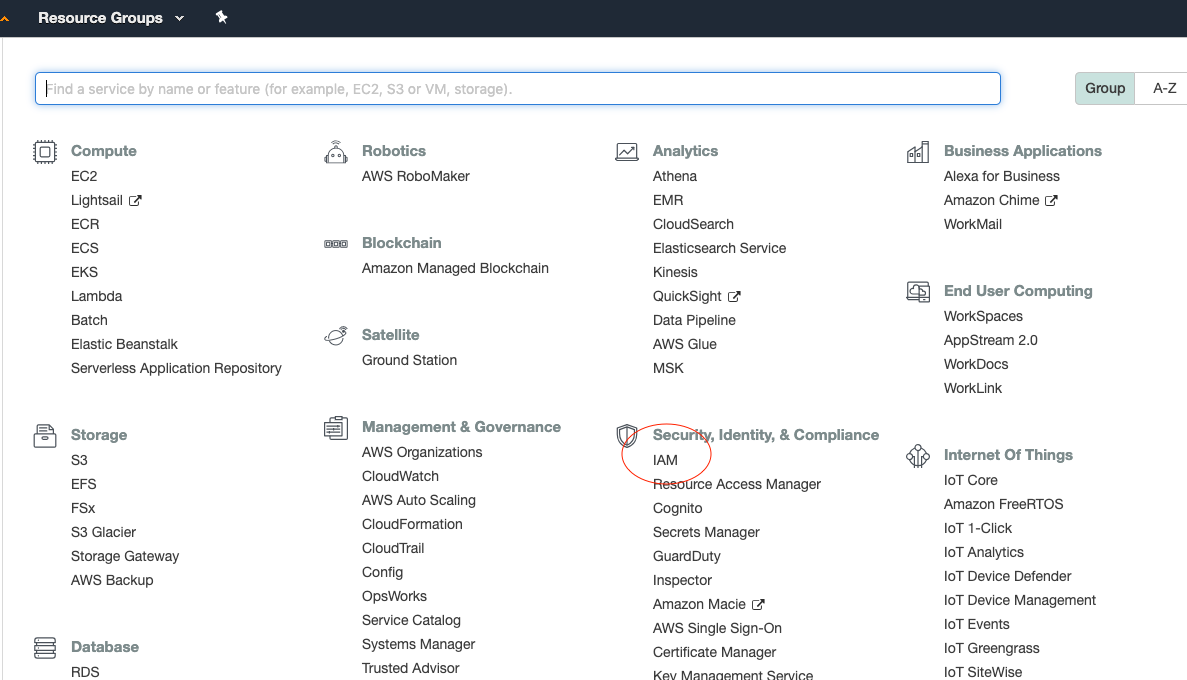 Resource Groups
Find a service by name or feature (for example, EC2, S3 or VM, storage).
Group
A-Z
Compute
EC2
Lightsail
ECR
ECS
EKS
Lambda
Batch
Elastic Beanstalk
Serverless Application Repository
Storage
S3
EFS
FSx
S3 Glacier
Storage Gateway
AWS Backup
Database
RDS
Robotics
AWS RoboMaker
Blockchain
Amazon Managed Blockchain
Satellite
Ground Station
Management & Governance
AWS Organizations
CloudWatch
AWS Auto Scaling
CloudFormation
CloudTrail
Config
OpsWorks
Service Catalog
Systems Manager
Trusted Advisor
Analytics
Athena
EMR
CloudSearch
Elasticsearch Service
Kinesis
QuickSight
Data Pipeline
AWS Glue
MSK
Security, Identity, & Compliance
IAM
Resource Access Manager
Cognito
Secrets Manager
GuardDuty
Inspector
Amazon Macie
AWS Single Sign-On
Certificate Manager
Key Management Service
Business Applications
Alexa for Business
Amazon Chime
WorkMail
End User Computing
WorkSpaces
AppStream 2.0
WorkDocs
WorkLink
Internet Of Things
IoT Core
Amazon FreeRTOS
IoT 1-Click
IoT Analytics
IoT Device Defender
IoT Device Management
IoT Events
IoT Greengrass
IoT SiteWise